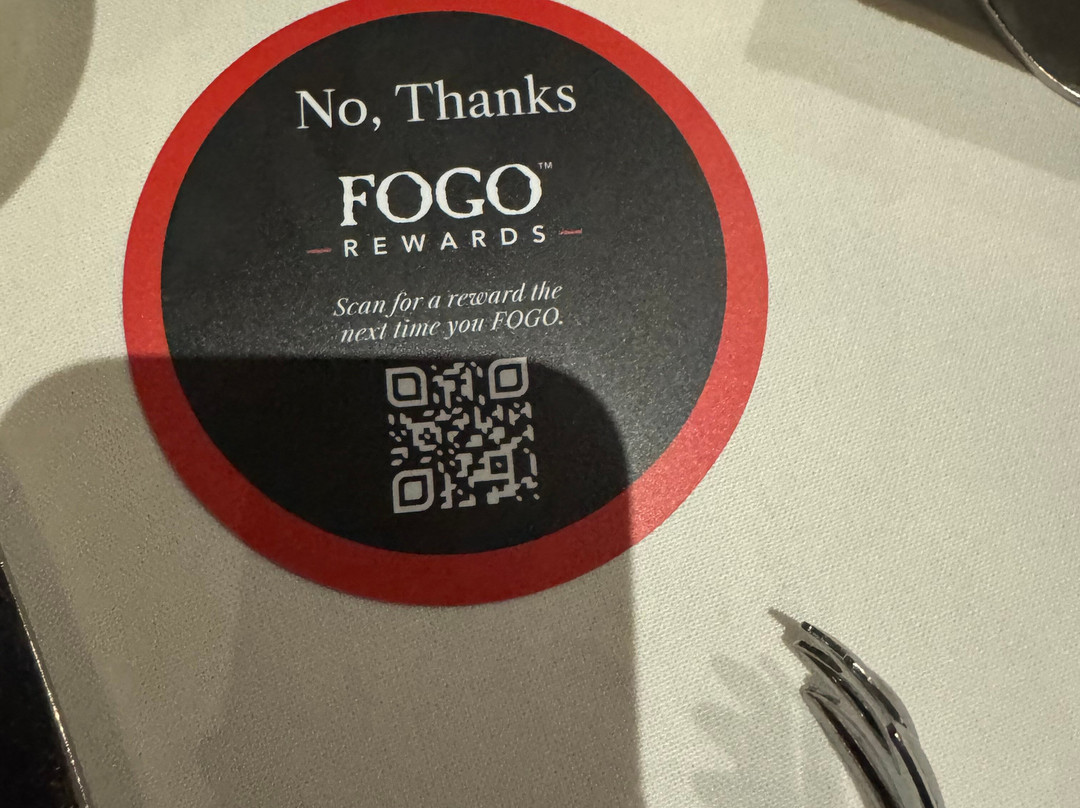 No, Thanks
FOGO™
REWARDS
Scan for a reward the
next time you FOGO.